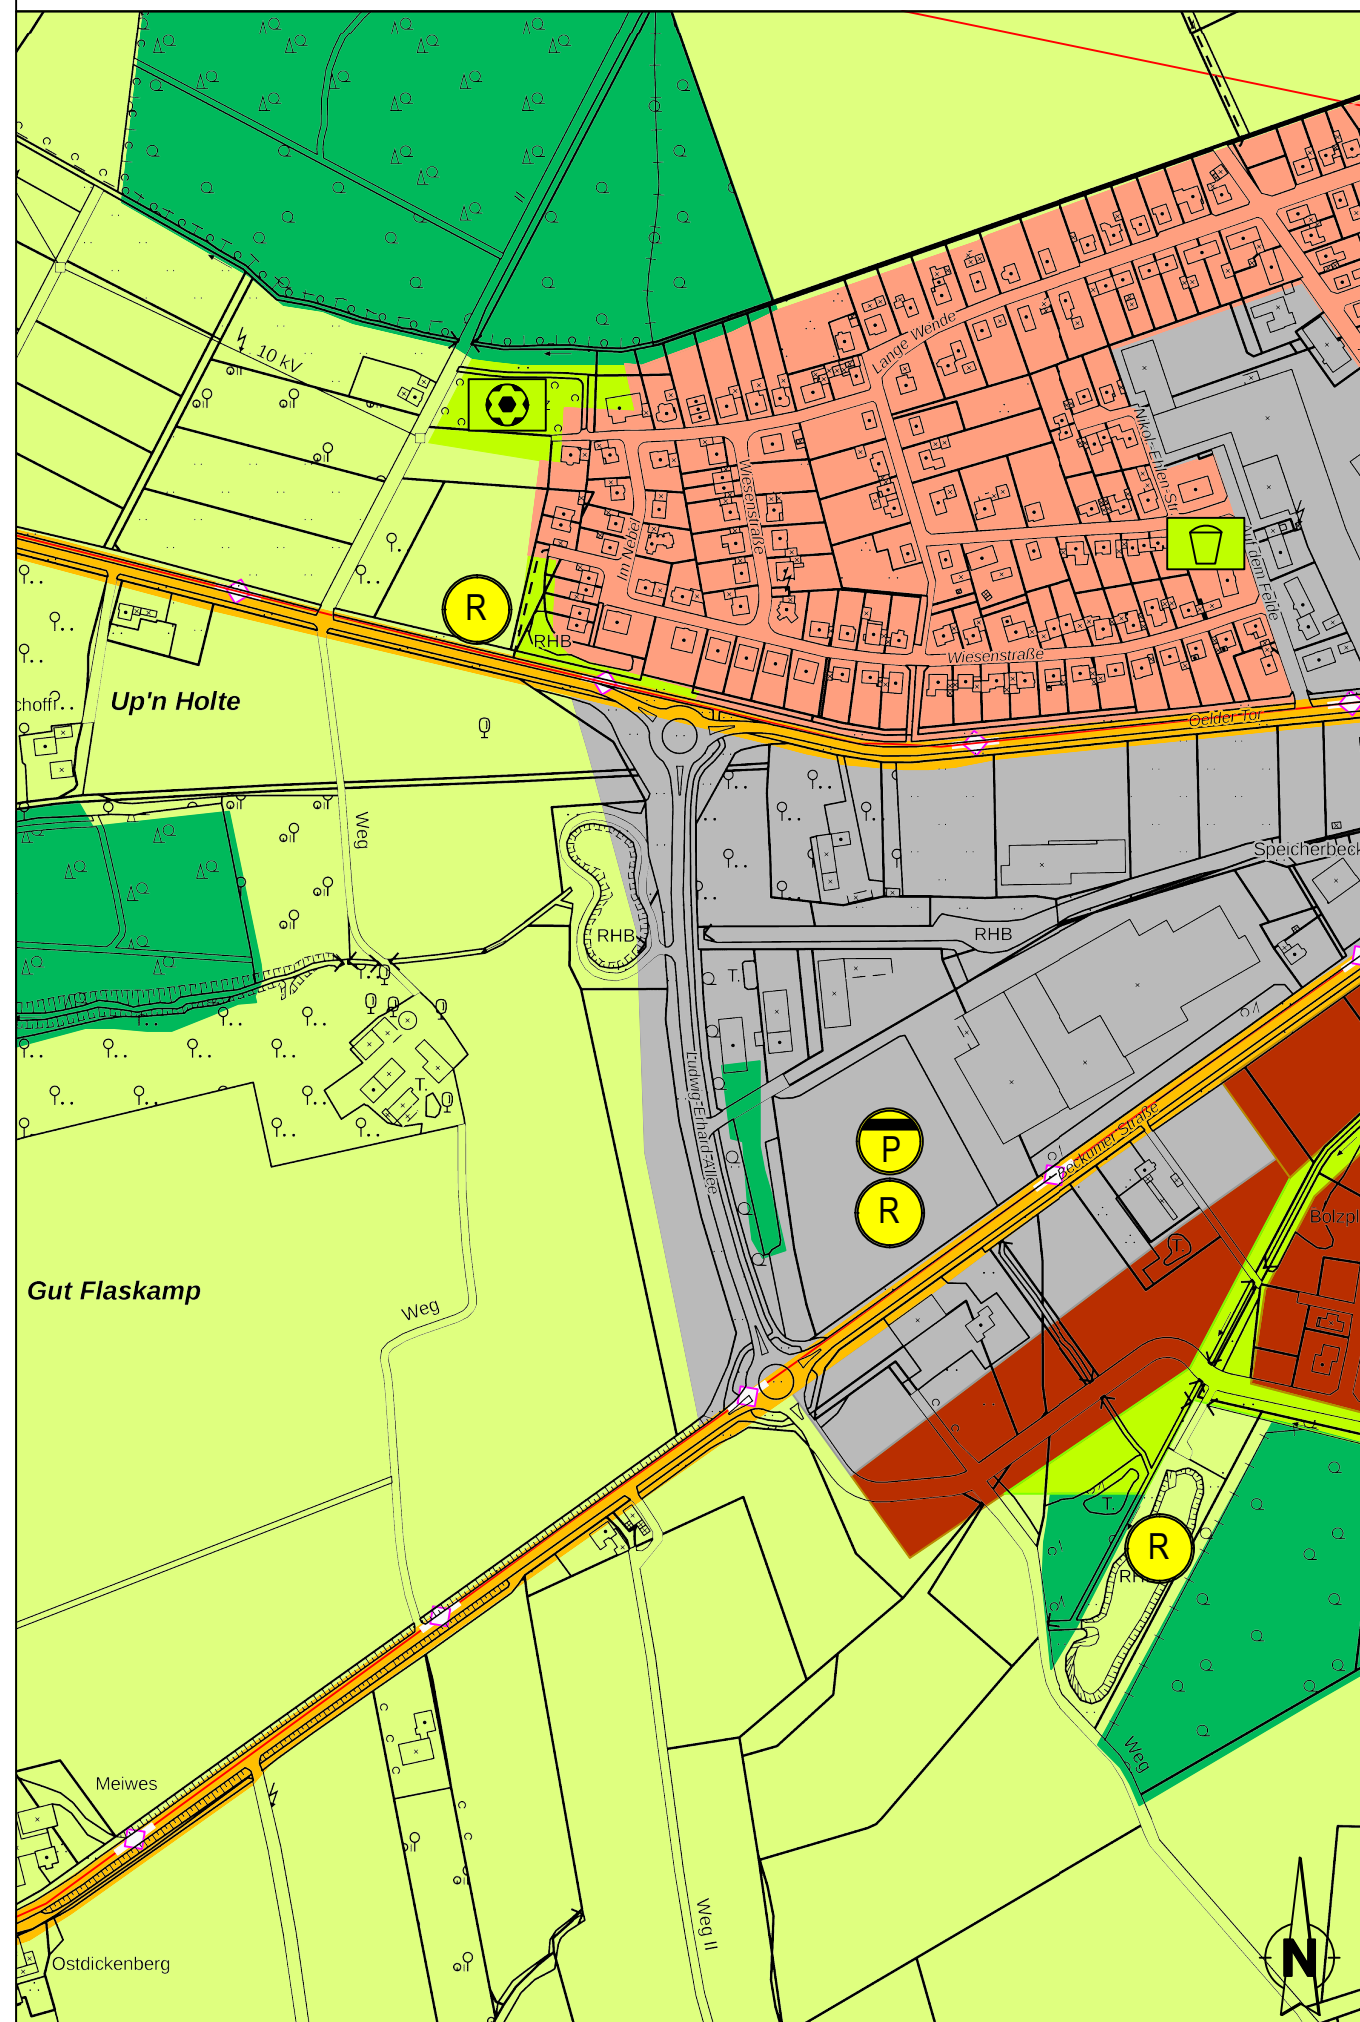 10 kV
Lange Wende
Nikol.-Ehlen-Str.
Wiesenstraße
Im Nebel
Auf dem Felde
R
RHB
Wiesenstraße
Up'n Holte
Oelder Tor
Weg
Speicherbeck
RHB
RHB
T.
T.
Ludwig-Erhard-Allee
P
R
Beckumer Straße
Bolzpl
T.
Gut Flaskamp
Weg
T.
R
RH
Weg
Meiwes
Weg II
Ostdickenberg
N